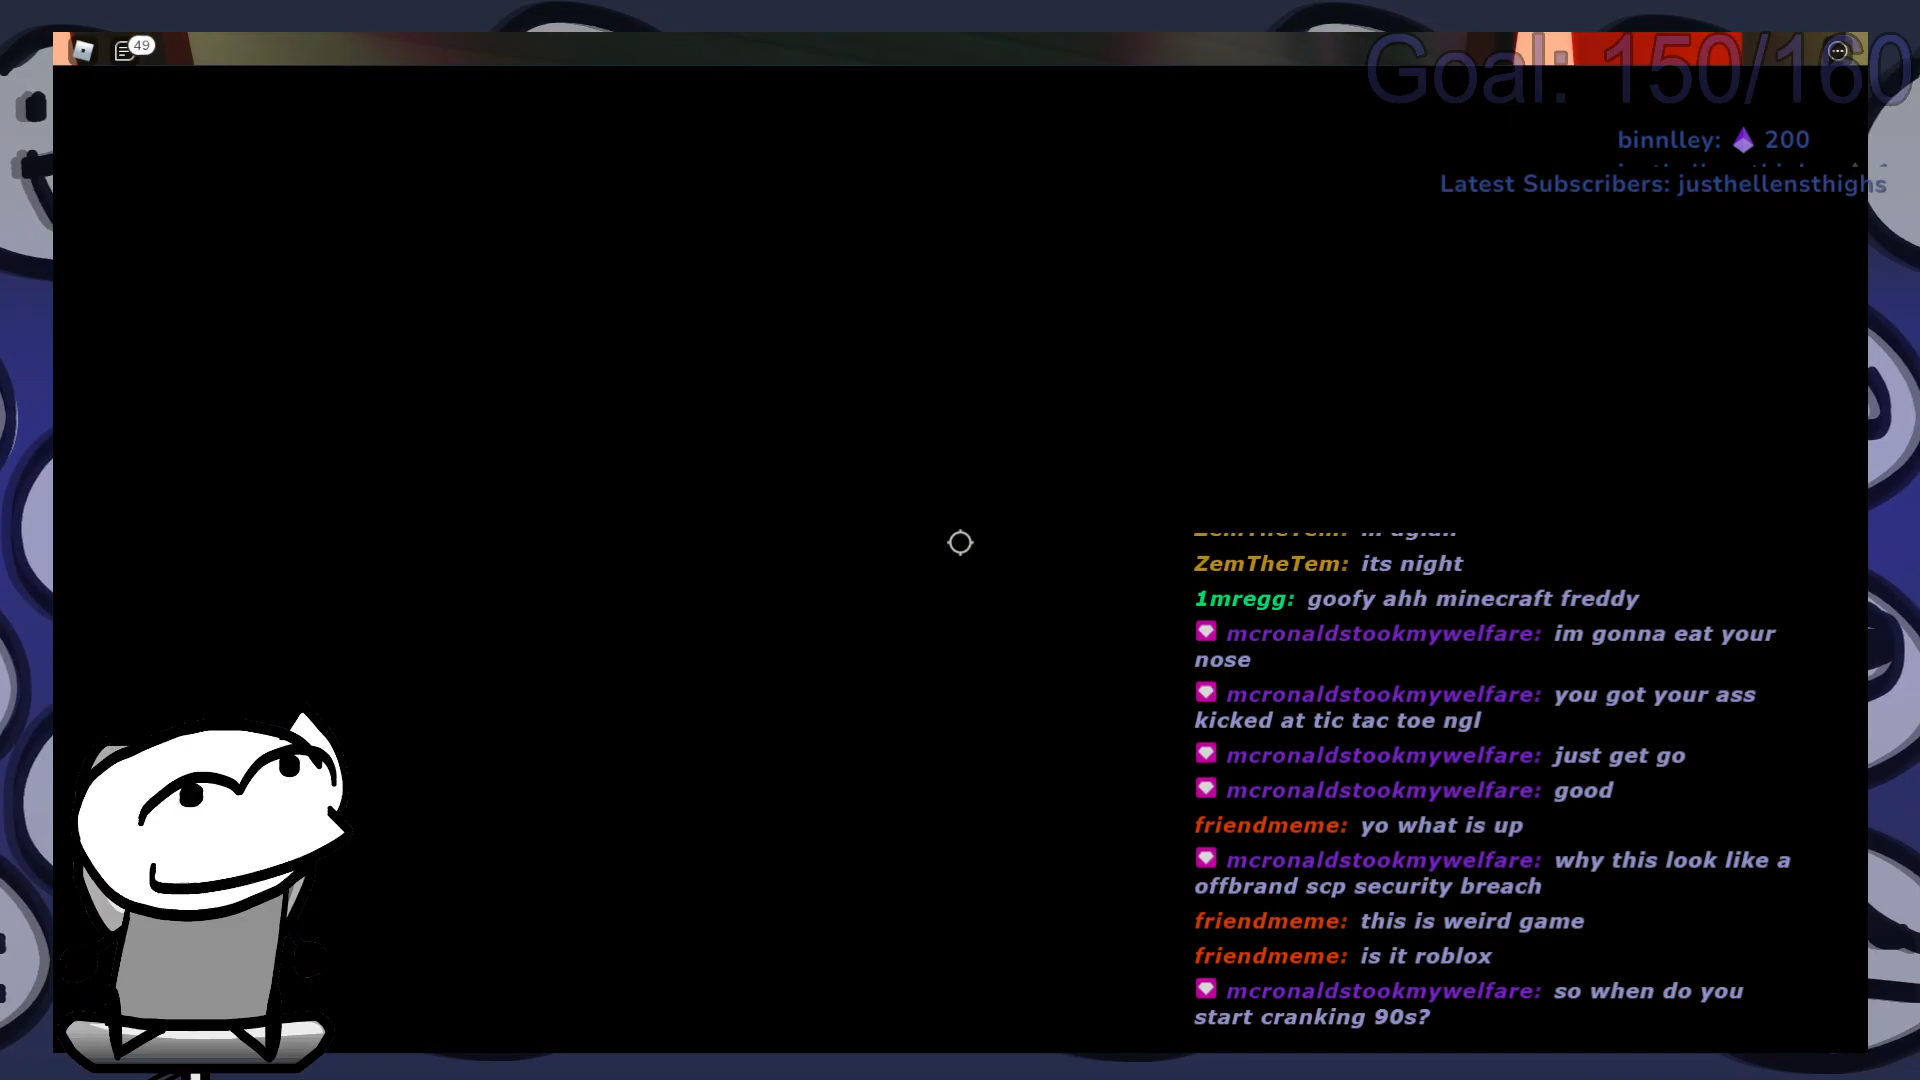 49
Goal: 150/160
binnlley: 200
Latest Subscribers: justhellensthighs
ZemTheTem: its night
1mregg: goofy ahh minecraft freddy
mcronaldstookmywelfare: im gonna eat your
nose
mcronaldstookmywelfare: you got your ass
kicked at tic tac toe ngl
mcronaldstookmywelfare: just get go
mcronaldstookmywelfare: good
friendmeme: yo what is up
mcronaldstookmywelfare: why this look like a
offbrand scp security breach
friendmeme: this is weird game
friendmeme: is it roblox
mcronaldstookmywelfare: so when do you
start cranking 90s?